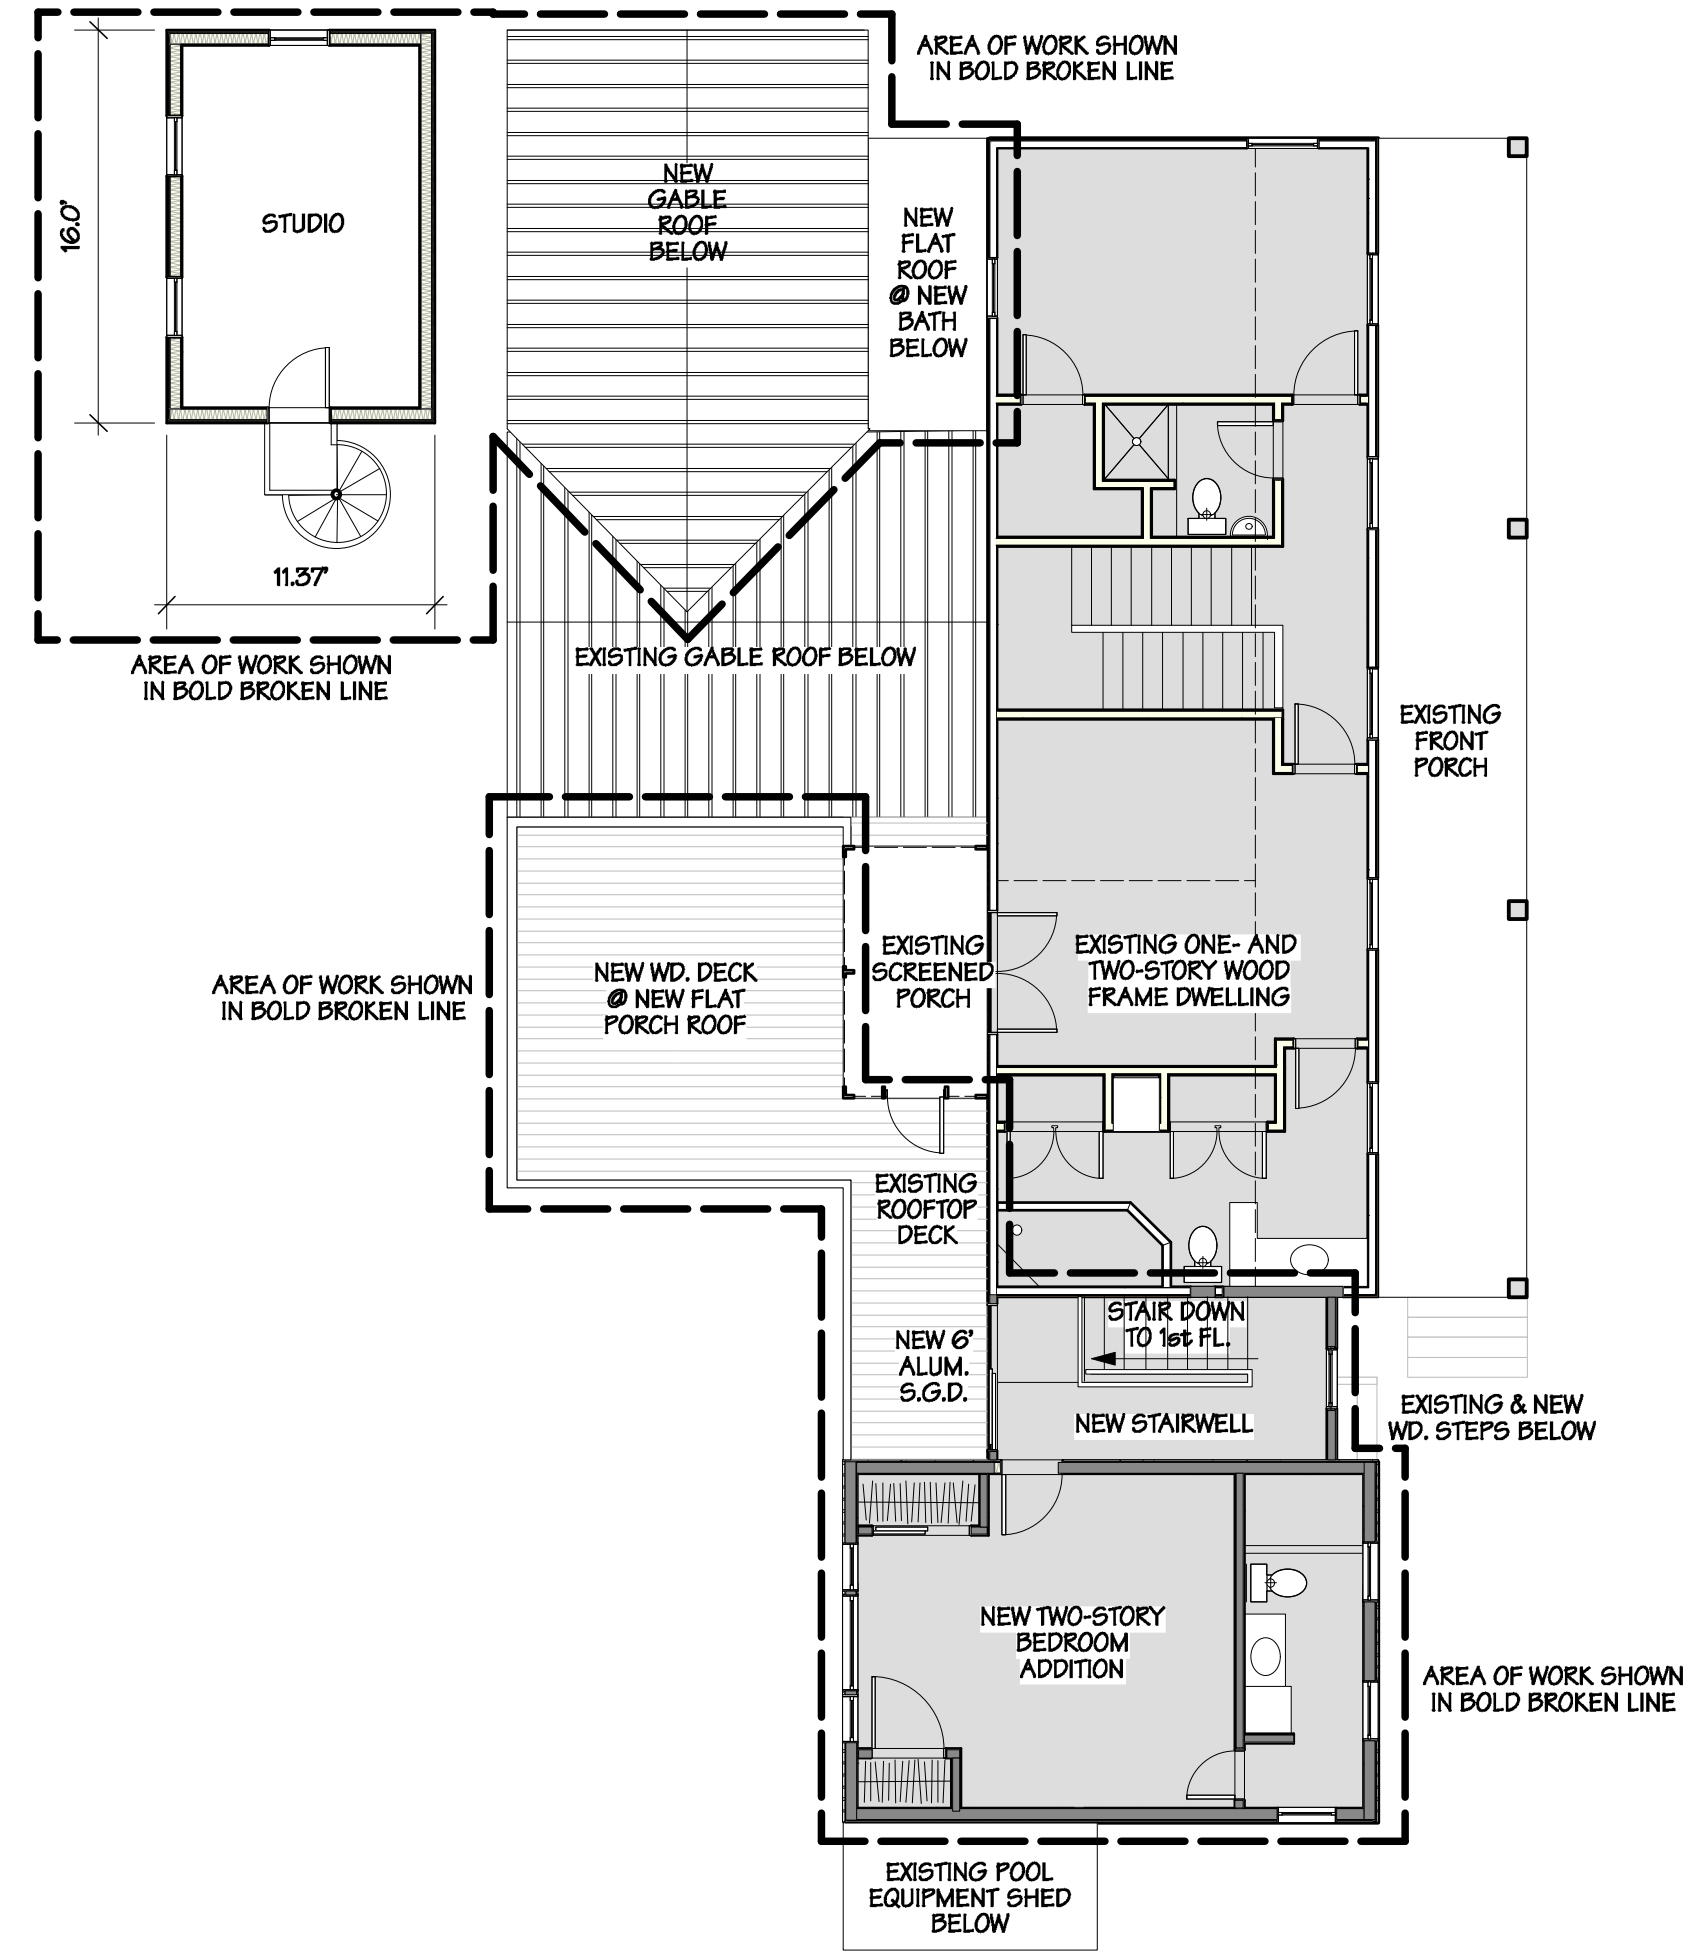 AREA OF WORK SHOWN
IN BOLD BROKEN LINE
NEW
GABLE
ROOF
BELOW
16.0'
STUDIO
NEW
FLAT
ROOF
@ NEW
BATH
BELOW
11.37'
AREA OF WORK SHOWN
IN BOLD BROKEN LINE
EXISTING GABLE ROOF BELOW
EXISTING
FRONT
PORCH
AREA OF WORK SHOWN
IN BOLD BROKEN LINE
NEW WD. DECK
@ NEW FLAT
PORCH ROOF
EXISTING
SCREENED
PORCH
EXISTING ONE- AND
TWO-STORY WOOD
FRAME DWELLING
EXISTING
ROOFTOP
DECK
STAIR DOWN
TO 1st FL.
NEW 6'
ALUM.
S.G.D.
NEW STAIRWELL
EXISTING & NEW
WD. STEPS BELOW
NEW TWO-STORY
BEDROOM
ADDITION
AREA OF WORK SHOWN
IN BOLD BROKEN LINE
EXISTING POOL
EQUIPMENT SHED
BELOW